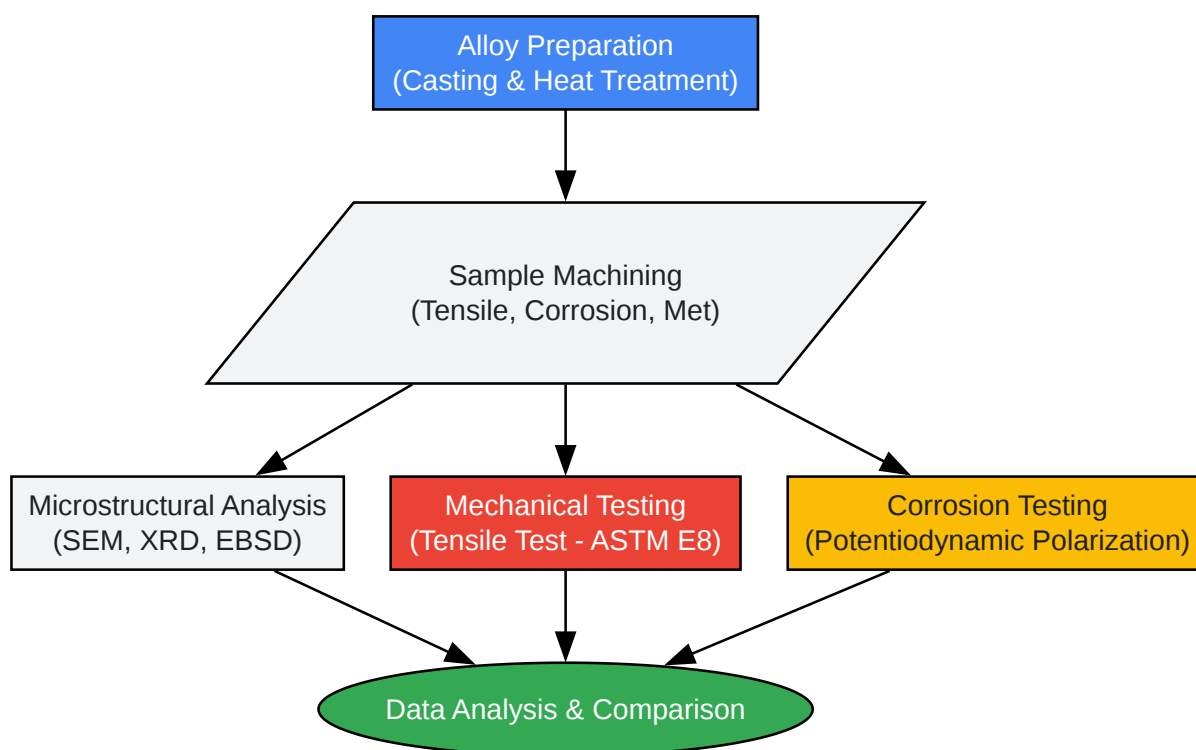 Alloy Preparation
(Casting & Heat Treatment)
Sample Machining
(Tensile, Corrosion, Met)
Microstructural Analysis
(SEM, XRD, EBSD)
Mechanical Testing
(Tensile Test - ASTM E8)
Corrosion Testing
(Potentiodynamic Polarization)
Data Analysis & Comparison